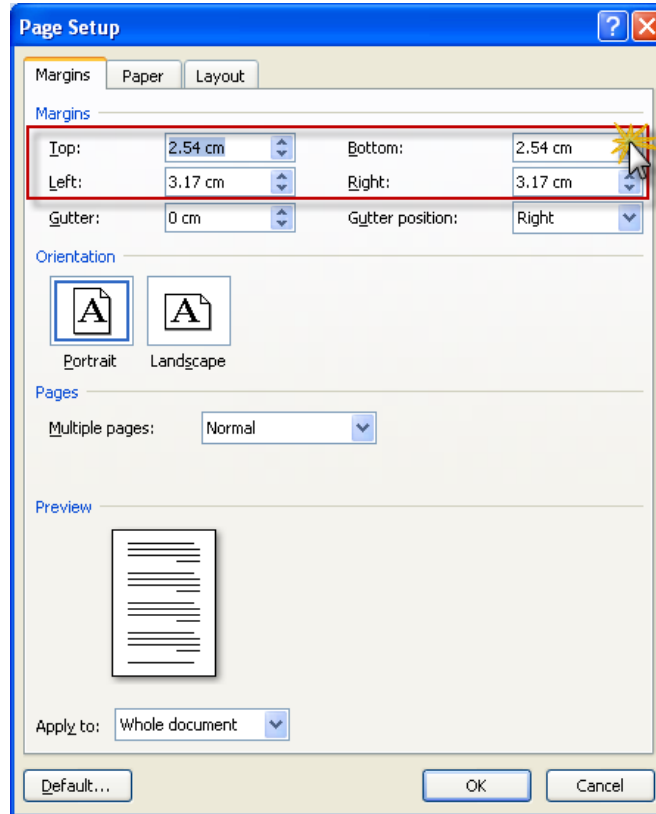 Page Setup
Margins Paper Layout
Margins
Top: 2.54 cm Bottom: 2.54 cm
Left: 3.17 cm Right: 3.17 cm
Gutter: 0 cm Gutter position: Right
Orientation
A A
Portrait Landscape
Pages
Multiple pages: Normal
Preview
Apply to: Whole document
Default... OK Cancel